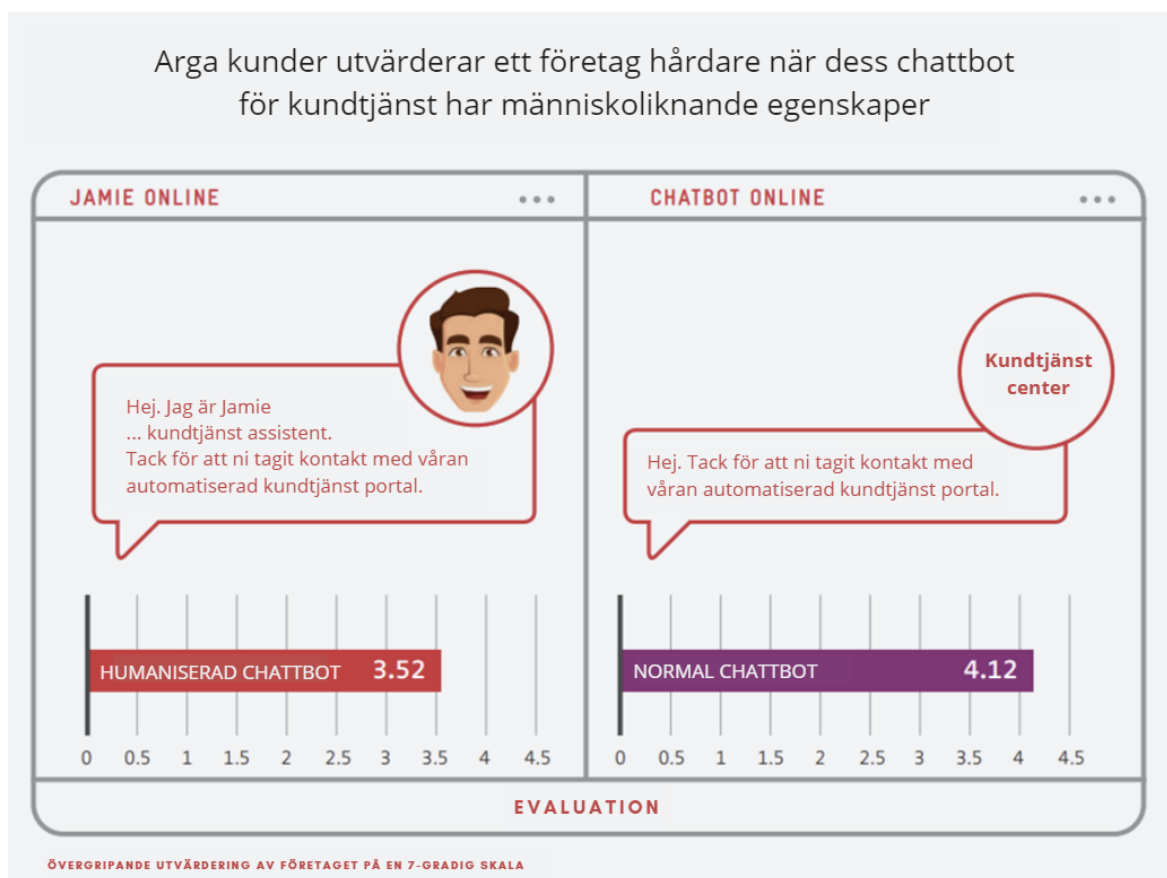 Arga kunder utvärderar ett företag hårdare när dess chattbot
för kundtjänst har människoliknande egenskaper
JAMIE ONLINE
Hej. Jag är Jamie
... kundtjänst assistent.
Tack för att ni tagit kontakt med våran
automatiserad kundtjänst portal.
HUMANISERAD CHATTBOT 3.52
0 0.5 1 1.5 2 2.5 3 3.5 4 4.5
CHATBOT ONLINE
Kundtjänst
center
Hej. Tack för att ni tagit kontakt med
våran automatiserad kundtjänst portal.
NORMAL CHATTBOT 4.12
0 0.5 1 1.5 2 2.5 3 3.5 4 4.5
EVALUATION
ÖVERGRIPANDE UTVÄRDERING AV FÖRETAGET PÅ EN 7-GRADIG SKALA